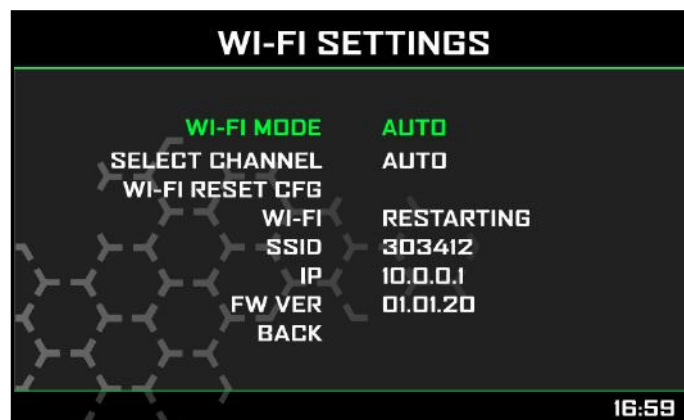 WI-FI SETTINGS
WI-FI MODE AUTO
SELECT CHANNEL AUTO
WI-FI RESET CFG
WI-FI RESTARTING
SSID 3D3412
IP 10.0.0.1
FW VER 01.01.20
BACK
16:59